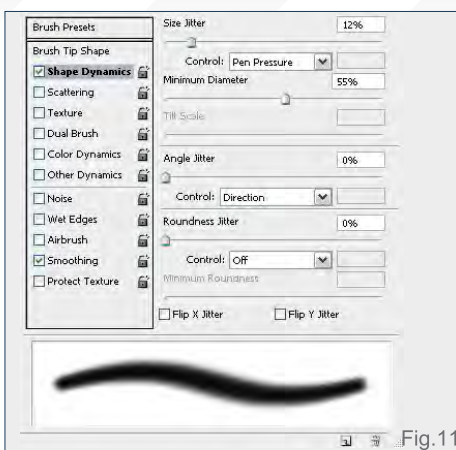 Brush Presets
Brush Tip Shape
Shape Dynamics
Scattering
Texture
Dual Brush
Color Dynamics
Other Dynamics
Noise
Wet Edges
Airbrush
Smoothing
Protect Texture
Size Jitter 12%
Control: Pen Pressure
Minimum Diameter 55%
Tilt Scale
Angle Jitter 0%
Control: Direction
Roundness Jitter 0%
Control: Off
Minimum Roundness
Flip X Jitter Flip Y Jitter
Fig.11